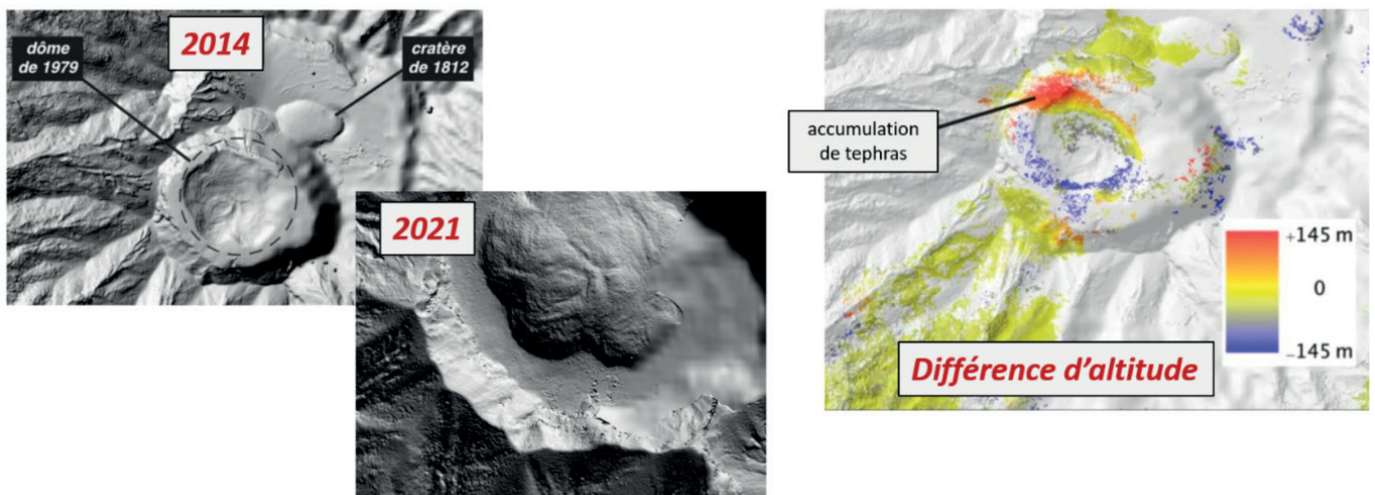 2014
dôme
de 1979
cratère
de 1812
2021
accumulation
de tephras
+145 m
0
−145 m
Différence d'altitude